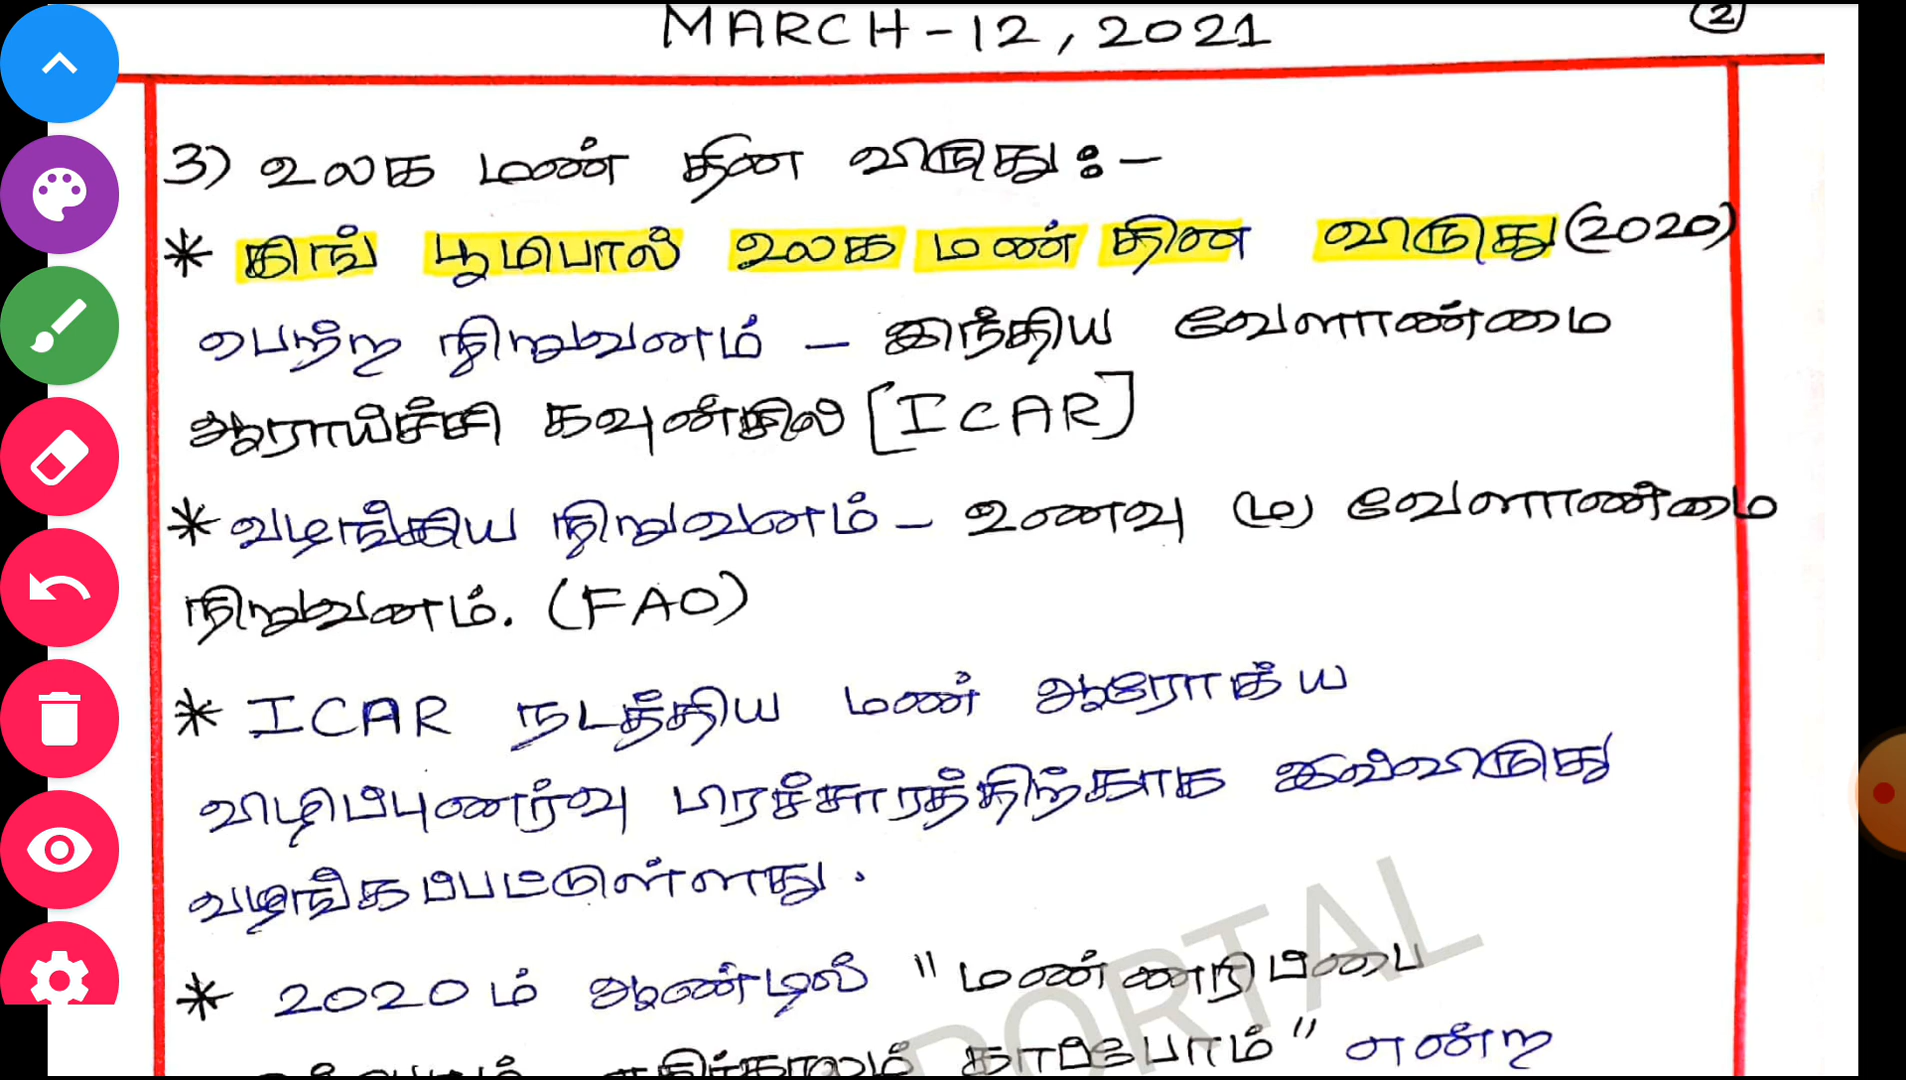 MARCH-12, 2021
2
3) உலக மண் தின விருது:-
* கிங் பூமிபால் உலக மண் தின விருது (2020)
பெற்ற நிறுவனம் - இந்திய வேளாண்மை
ஆராய்ச்சி கவுன்சில் [ICAR]
* வழங்கிய நிறுவனம் - உணவு (ம) வேளாண்மை
நிறுவனம். (FAO)
* ICAR நடத்திய மண் ஆரோக்ய
விழிப்புணர்வு பிரச்சாரத்திற்காக இவ்விருது
வழங்கப்பட்டுள்ளது.
* 2020ம் ஆண்டில் "மண்ணரிப்பை
காப்போம்" என்ற
PORTAL